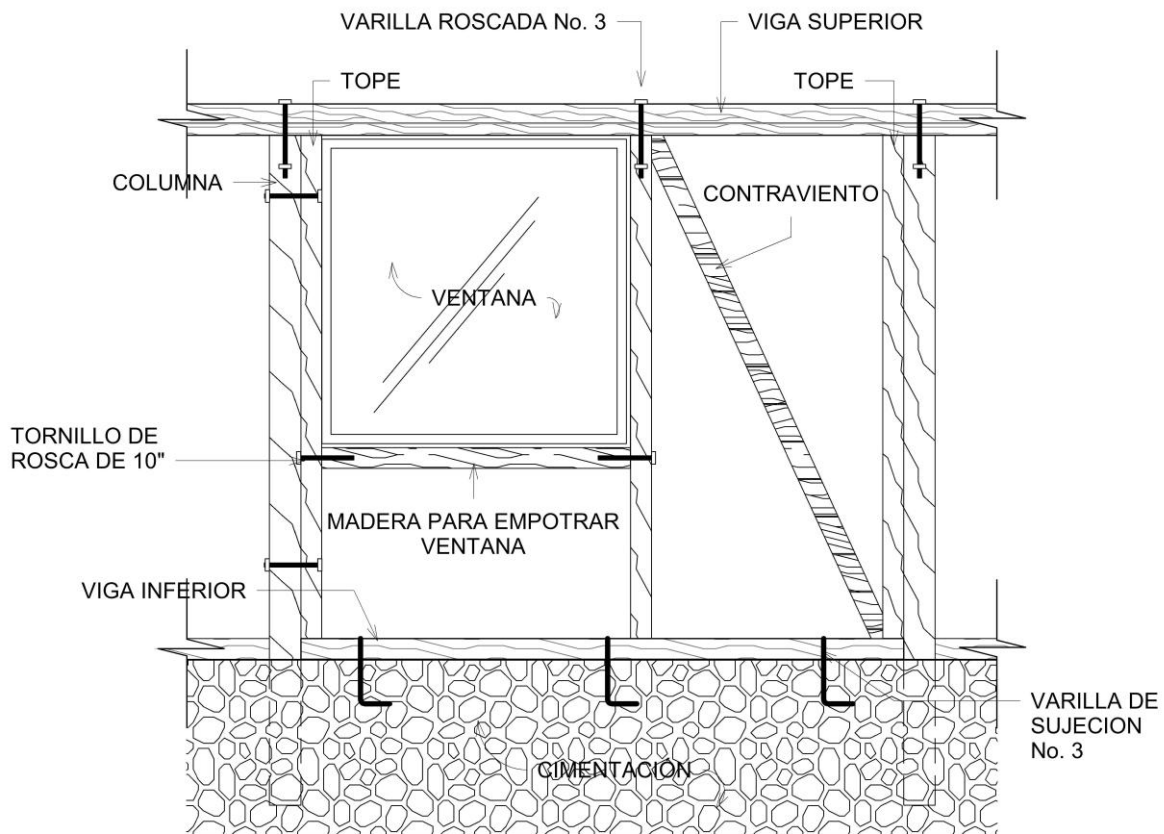 VARILLA ROSCADA No. 3
VIGA SUPERIOR
TOPE
TOPE
COLUMNA
CONTRAVIENTO
VENTANA
TORNILLO DE
ROSCA DE 10"
MADERA PARA EMPOTRAR
VENTANA
VIGA INFERIOR
VARILLA DE
SUJECION
No. 3
CIMENTACIÓN